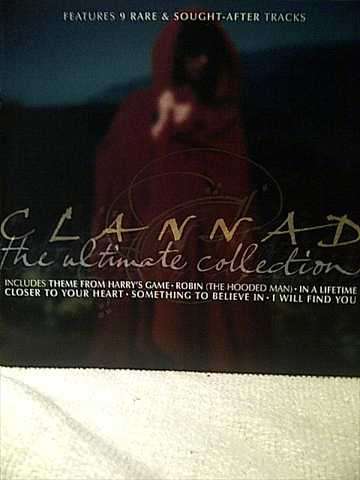 FEATURES 9 RARE & SOUGHT-AFTER TRACKS
CLANNAD
the ultimate collection
INCLUDES THEME FROM HARRY'S GAME • ROBIN (THE HOODED MAN) • IN A LIFETIME
CLOSER TO YOUR HEART • SOMETHING TO BELIEVE IN • I WILL FIND YOU